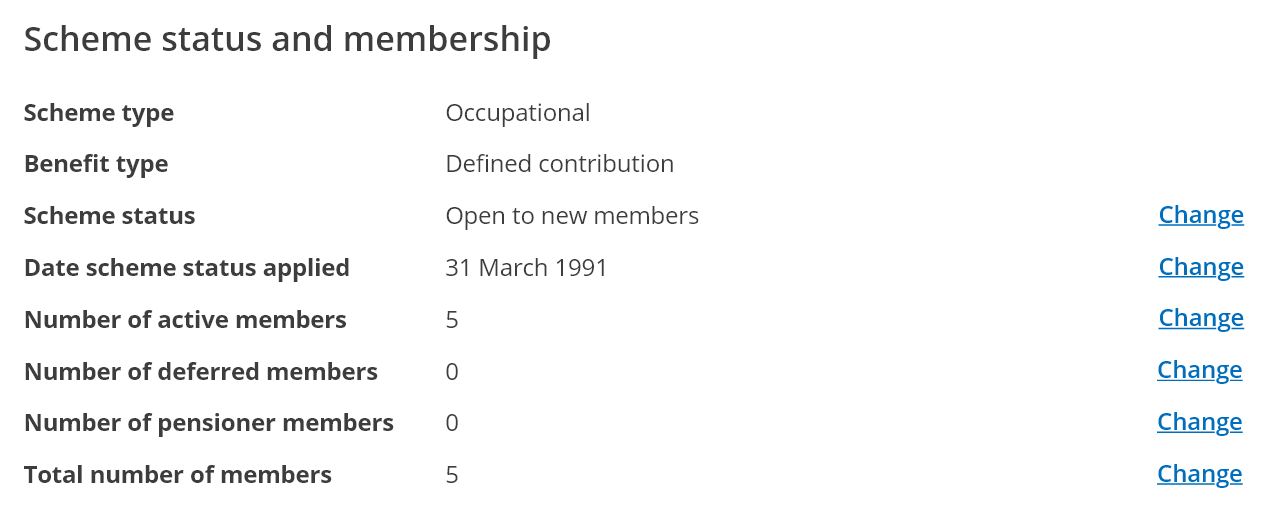 Scheme status and membership
Scheme type Occupational
Benefit type Defined contribution
Scheme status Open to new members Change
Date scheme status applied 31 March 1991 Change
Number of active members 5 Change
Number of deferred members 0 Change
Number of pensioner members 0 Change
Total number of members 5 Change